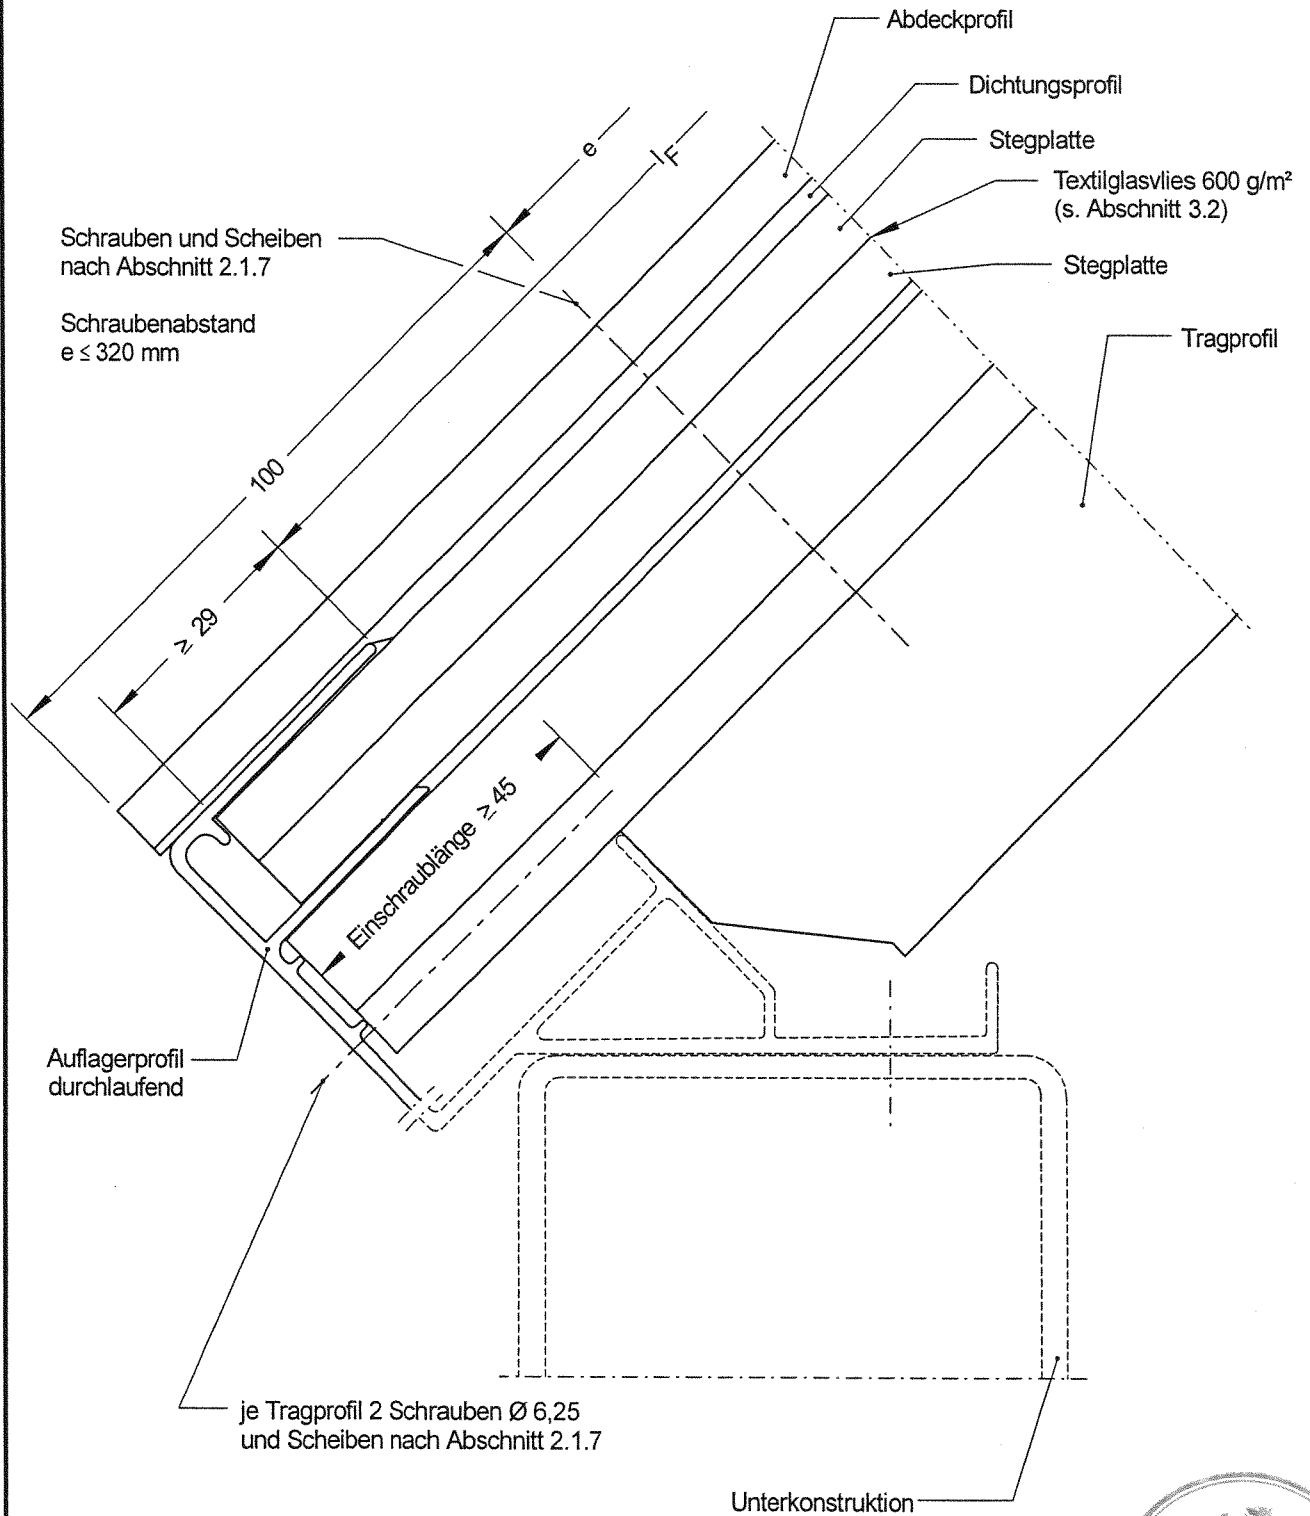 Abdeckprofil
Dichtungsprofil
Stegplatte
Textilglasvlies 600 g/m²
(s. Abschnitt 3.2)
Stegplatte
Tragprofil
e
lF
Schrauben und Scheiben
nach Abschnitt 2.1.7
Schraubenabstand
e ≤ 320 mm
100
≥ 29
Einschraublänge ≥ 45
Auflagerprofil
durchlaufend
je Tragprofil 2 Schrauben Ø 6,25
und Scheiben nach Abschnitt 2.1.7
Unterkonstruktion